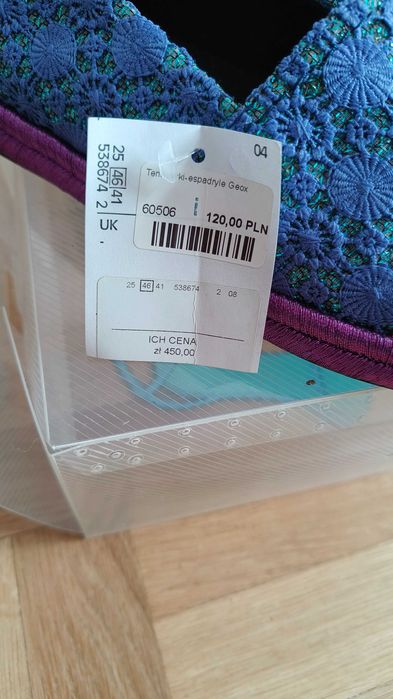 04
25 46 41
538674 2
UK
-
Tenisówki-espadryle Geox
60506
120,00 PLN
25 46 41 538674 2 08
ICH CENA
zł 450,00